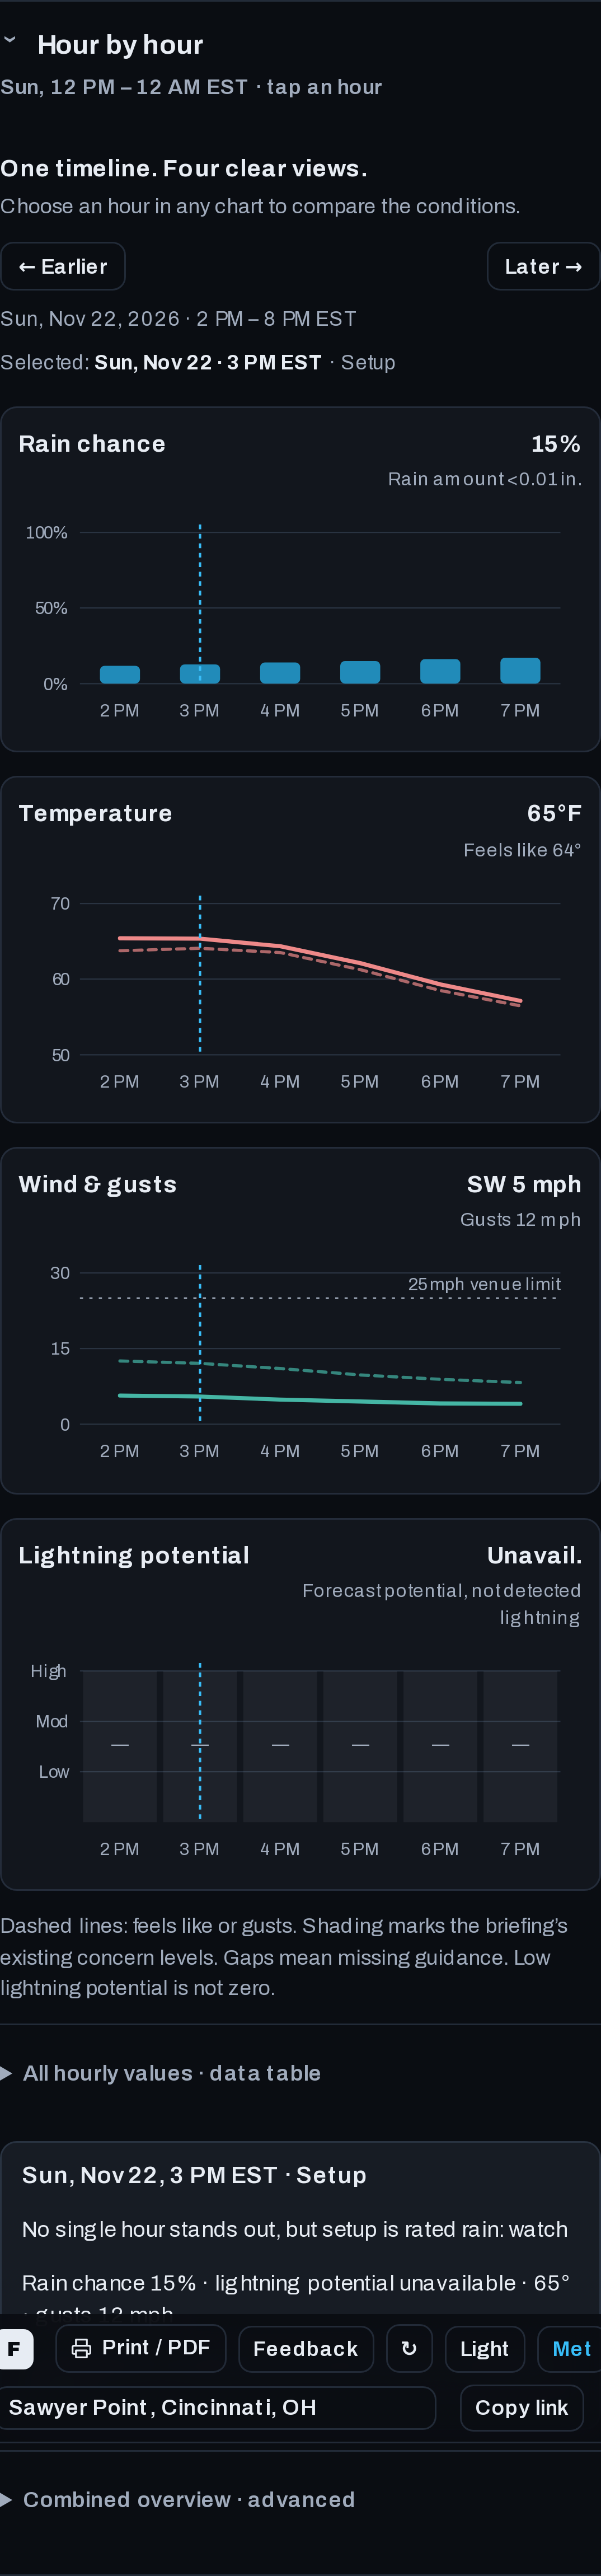 Hour by hour
Sun, 12 PM – 12 AM EST · tap an hour
One timeline. Four clear views.
Choose an hour in any chart to compare the conditions.
← Earlier
Later →
Sun, Nov 22, 2026 · 2 PM – 8 PM EST
Selected: Sun, Nov 22 · 3 PM EST · Setup
Rain chance
15%
Rain amount <0.01 in.
100%
50%
0%
2 PM 3 PM 4 PM 5 PM 6 PM 7 PM
Temperature
65°F
Feels like 64°
70
60
50
2 PM 3 PM 4 PM 5 PM 6 PM 7 PM
Wind & gusts
SW 5 mph
Gusts 12 mph
30
25 mph venue limit
15
0
2 PM 3 PM 4 PM 5 PM 6 PM 7 PM
Lightning potential
Unavail.
Forecast potential, not detected
lightning
High
Mod
— — — — — —
Low
2 PM 3 PM 4 PM 5 PM 6 PM 7 PM
Dashed lines: feels like or gusts. Shading marks the briefing’s
existing concern levels. Gaps mean missing guidance. Low
lightning potential is not zero.
All hourly values · data table
Sun, Nov 22, 3 PM EST · Setup
No single hour stands out, but setup is rated rain: watch
Rain chance 15% · lightning potential unavailable · 65°
· gusts 12 mph
F
Print / PDF
Feedback
↻
Light
Met
Sawyer Point, Cincinnati, OH
Copy link
Combined overview · advanced